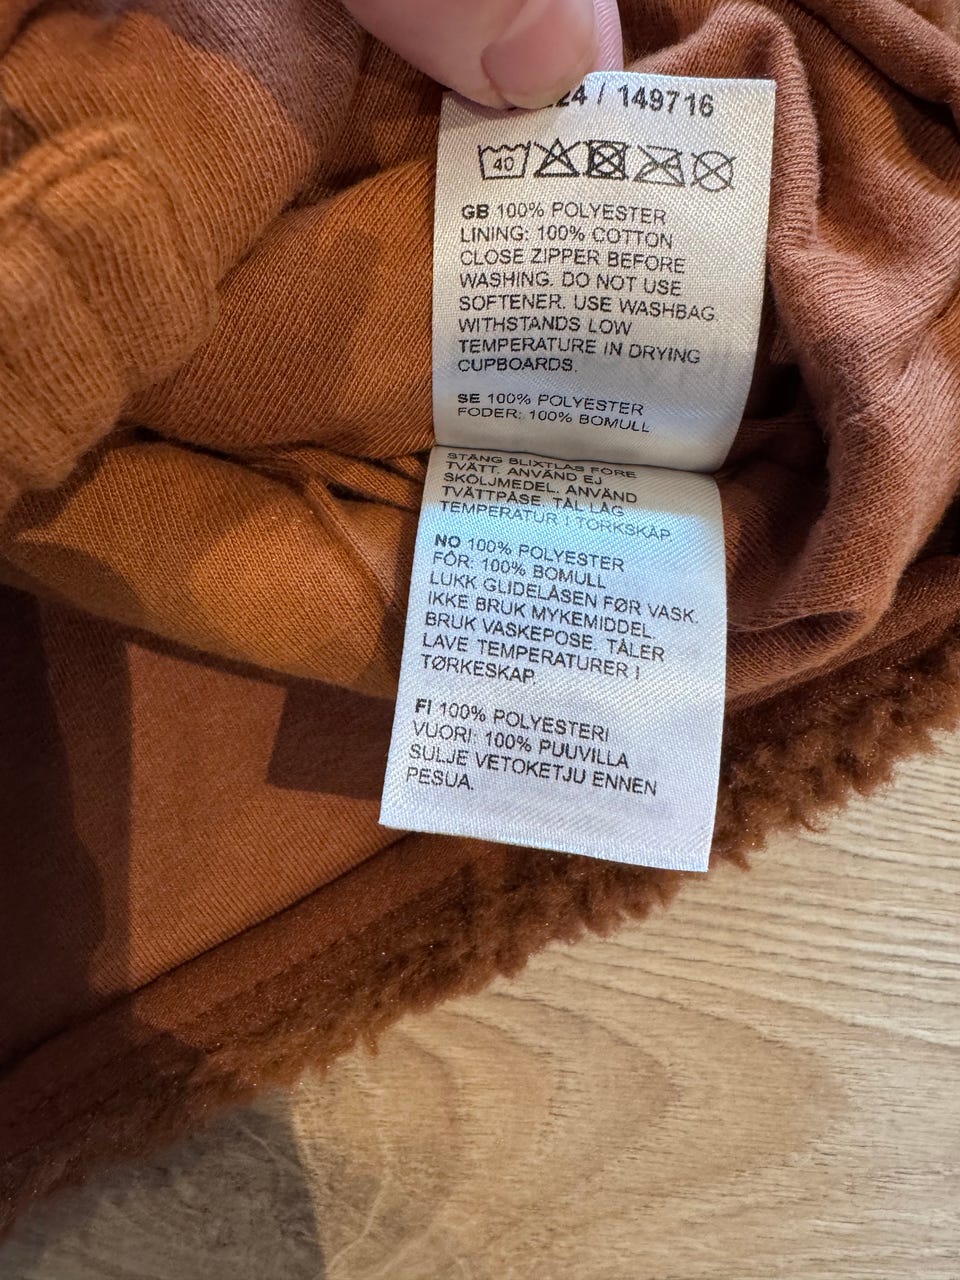 24 / 149716
40
GB 100% POLYESTER
LINING: 100% COTTON
CLOSE ZIPPER BEFORE
WASHING. DO NOT USE
SOFTENER. USE WASHBAG.
WITHSTANDS LOW
TEMPERATURE IN DRYING
CUPBOARDS.
SE 100% POLYESTER
FODER: 100% BOMULL
STÄNG BLIXTLÅS FÖRE
TVÄTT. ANVÄND EJ
SKÖLJMEDEL. ANVÄND
TVÄTTPÅSE. TÅL LÅG
TEMPERATUR I TORKSKÅP
NO 100% POLYESTER
FÔR: 100% BOMULL
LUKK GLIDELÅSEN FØR VASK.
IKKE BRUK MYKEMIDDEL.
BRUK VASKEPOSE. TÅLER
LAVE TEMPERATURER I
TØRKESKAP.
FI 100% POLYESTERI
VUORI: 100% PUUVILLA
SULJE VETOKETJU ENNEN
PESUA.